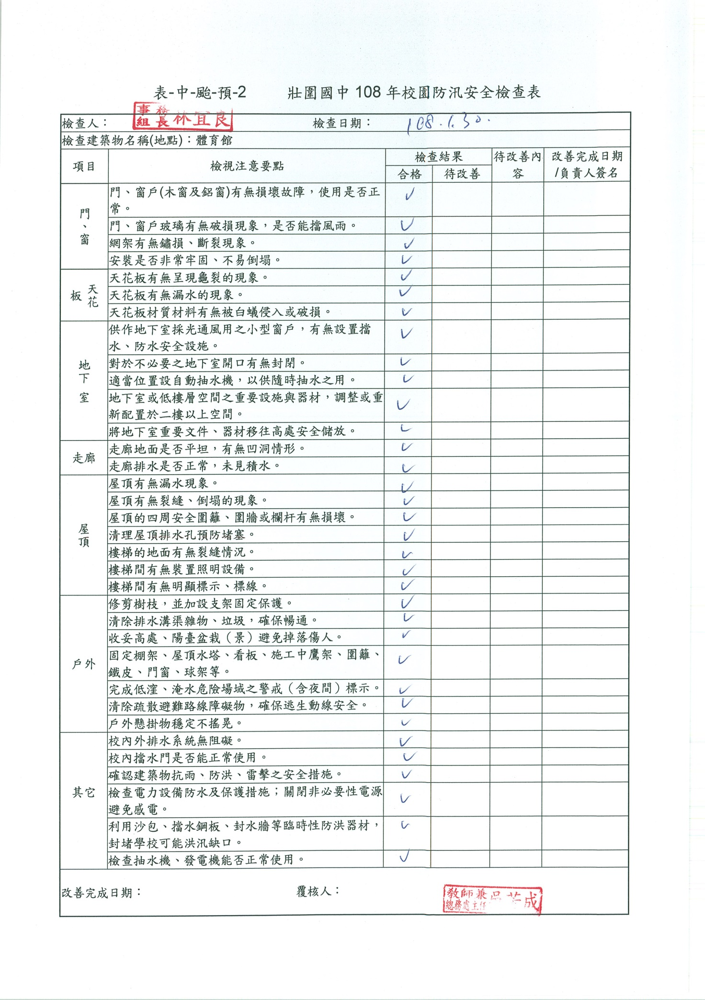 表-中-颱-預-2 壯圍國中 108 年校園防汛安全檢查表
檢查人： 事務組長林宜良 檢查日期： 108.1.30.
檢查建築物名稱(地點)：體育館
項目 檢視注意要點 檢查結果 待改善內容 改善完成日期/負責人簽名
合格 待改善
門、窗
門、窗戶(木窗及鋁窗)有無損壞故障，使用是否正
常。 ✓
門、窗戶玻璃有無破損現象，是否能擋風雨。 ✓
網架有無鏽損、斷裂現象。 ✓
安裝是否非常牢固、不易倒塌。 ✓
天花板
天花板有無呈現龜裂的現象。 ✓
天花板有無漏水的現象。 ✓
天花板材質材料有無被白蟻侵入或破損。 ✓
地下室
供作地下室採光通風用之小型窗戶，有無設置擋
水、防水安全設施。 ✓
對於不必要之地下室開口有無封閉。 ✓
適當位置設自動抽水機，以供隨時抽水之用。 ✓
地下室或低樓層空間之重要設施與器材，調整或重
新配置於二樓以上空間。 ✓
將地下室重要文件、器材移往高處安全儲放。 ✓
走廊
走廊地面是否平坦，有無凹洞情形。 ✓
走廊排水是否正常，未見積水。 ✓
屋頂
屋頂有無漏水現象。 ✓
屋頂有無裂縫、倒塌的現象。 ✓
屋頂的四周安全圍籬、圍牆或欄杆有無損壞。 ✓
清理屋頂排水孔預防堵塞。 ✓
樓梯的地面有無裂縫情況。 ✓
樓梯間有無裝置照明設備。 ✓
樓梯間有無明顯標示、標線。 ✓
戶外
修剪樹枝，並加設支架固定保護。 ✓
清除排水溝渠雜物、垃圾，確保暢通。 ✓
收妥高處、陽臺盆栽（景）避免掉落傷人。 ✓
固定棚架、屋頂水塔、看板、施工中鷹架、圍籬、
鐵皮、門窗、球架等。 ✓
完成低窪、淹水危險場域之警戒（含夜間）標示。 ✓
清除疏散避難路線障礙物，確保逃生動線安全。 ✓
戶外懸掛物穩定不搖晃。 ✓
其它
校內外排水系統無阻礙。 ✓
校內擋水門是否能正常使用。 ✓
確認建築物抗雨、防洪、雷擊之安全措施。 ✓
檢查電力設備防水及保護措施；關閉非必要性電源
避免感電。 ✓
利用沙包、擋水鋼板、封水牆等臨時性防洪器材，
封堵學校可能洪汛缺口。 ✓
檢查抽水機、發電機能否正常使用。 ✓
改善完成日期： 覆核人： 教師兼總務處主任 成